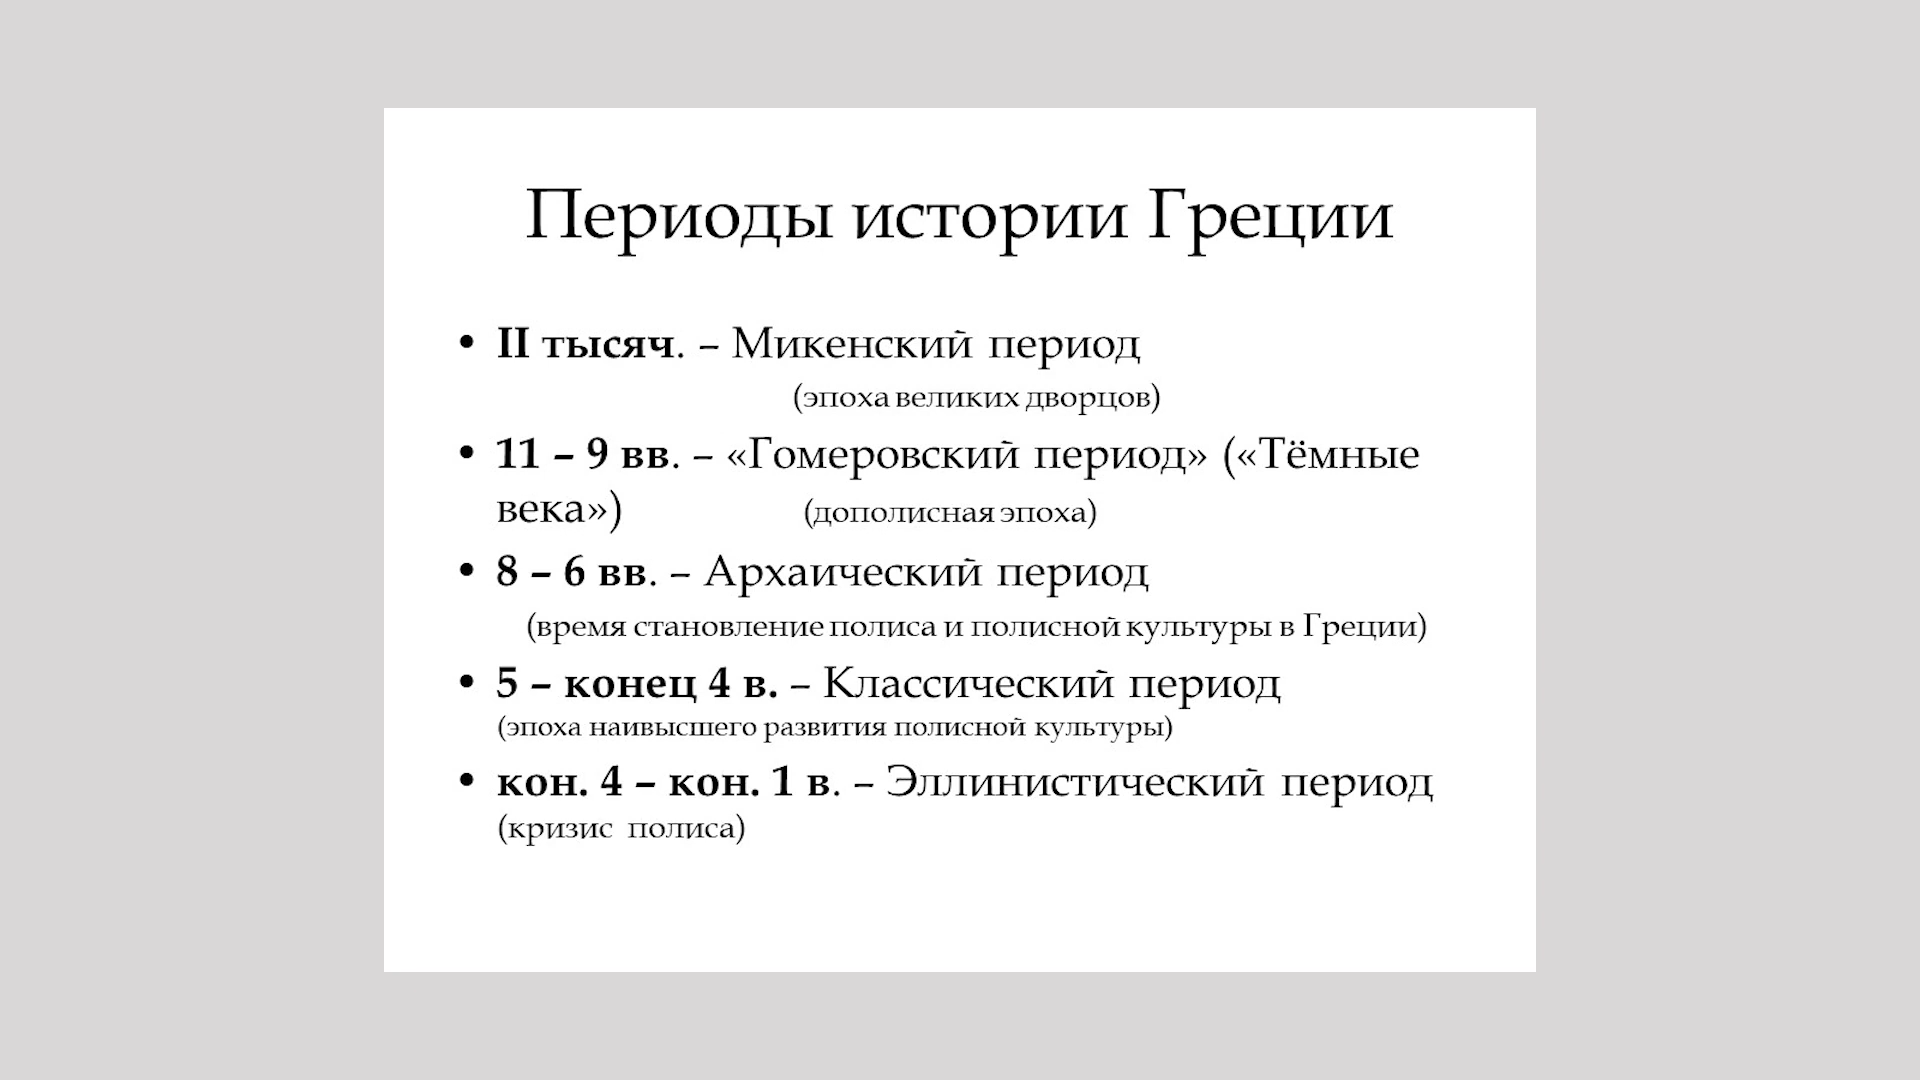 Периоды истории Греции
• II тысяч. – Микенский период
(эпоха великих дворцов)
• 11 – 9 вв. – «Гомеровский период» («Тёмные
века») (дополисная эпоха)
• 8 – 6 вв. – Архаический период
(время становление полиса и полисной культуры в Греции)
• 5 – конец 4 в. – Классический период
(эпоха наивысшего развития полисной культуры)
• кон. 4 – кон. 1 в. – Эллинистический период
(кризис полиса)